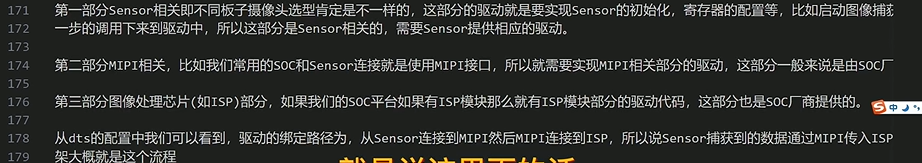 171 第一部分Sensor相关即不同板子摄像头选型肯定是不一样的，这部分的驱动就是要实现Sensor的初始化，寄存器的配置等，比如启动图像捕获
172 一步的调用下来到驱动中，所以这部分是Sensor相关的，需要Sensor提供相应的驱动。
173
174 第二部分MIPI相关，比如我们常用的SOC和Sensor连接就是使用MIPI接口，所以就需要实现MIPI相关部分的驱动，这部分一般来说是由SOC厂
175
176 第三部分图像处理芯片(如ISP)部分，如果我们的SOC平台如果有ISP模块那么就有ISP模块部分的驱动代码，这部分也是SOC厂商提供的。
中
177
178 从dts的配置中我们可以看到，驱动的绑定路径为，从Sensor连接到MIPI然后MIPI连接到ISP，所以说Sensor捕获到的数据通过MIPI传入ISP
179 架大概就是这个流程
就是说这里面的话